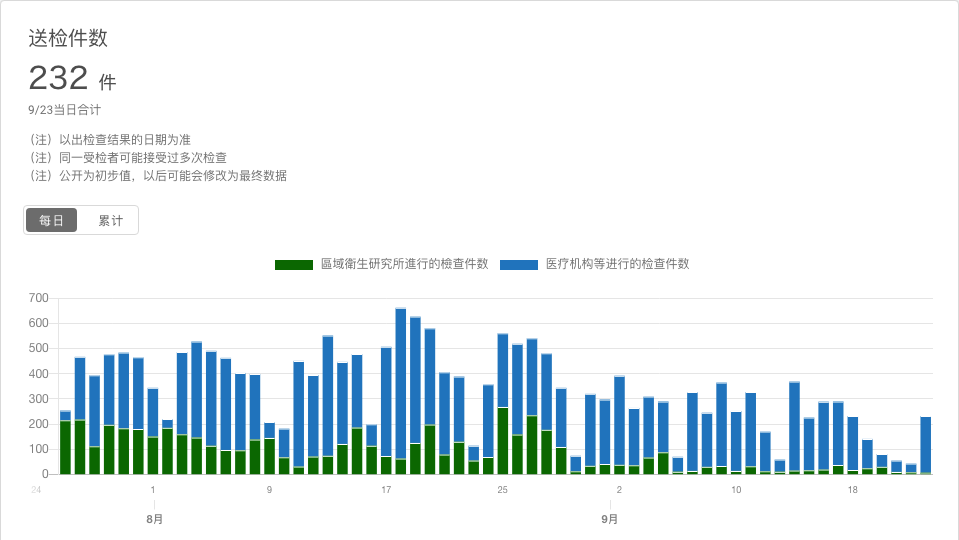 送检件数
232 件
9/23当日合计
（注）以出检查结果的日期为准
（注）同一受检者可能接受过多次检查
（注）公开为初步值，以后可能会修改为最终数据
每日 累计
區域衛生研究所進行的檢查件数 医疗机构等进行的检查件数
700
600
500
400
300
200
100
0
24 1 9 17 25 2 10 18
8月 9月